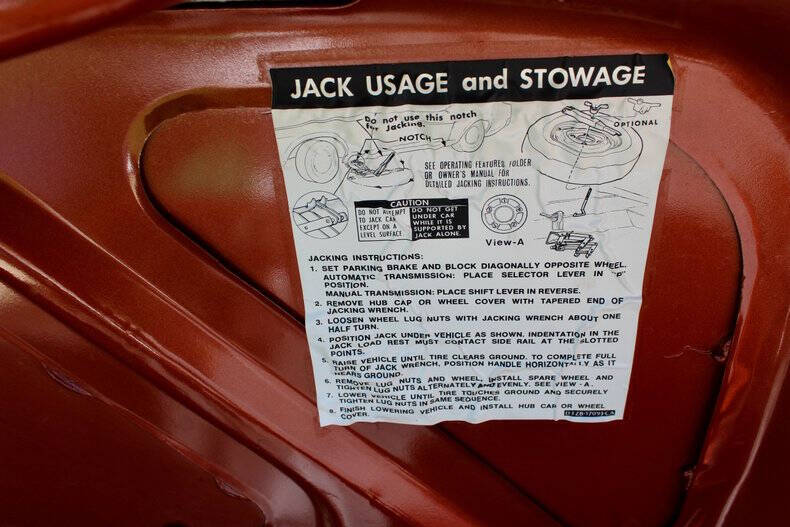 JACK USAGE and STOWAGE
Do not use this notch
for Jacking.
NOTCH
OPTIONAL
SEE OPERATING FEATURES FOLDER
OR OWNER'S MANUAL FOR
DETAILED JACKING INSTRUCTIONS.
CAUTION
DO NOT ATTEMPT
TO JACK CAR
EXCEPT ON A
LEVEL SURFACE
DO NOT GET
UNDER CAR
WHILE IT IS
SUPPORTED BY
JACK ALONE.
View-A
JACKING INSTRUCTIONS:
1. SET PARKING BRAKE AND BLOCK DIAGONALLY OPPOSITE WHEEL.
AUTOMATIC TRANSMISSION: PLACE SELECTOR LEVER IN "P"
POSITION.
MANUAL TRANSMISSION: PLACE SHIFT LEVER IN REVERSE.
2. REMOVE HUB CAP OR WHEEL COVER WITH TAPERED END OF
JACKING WRENCH.
3. LOOSEN WHEEL LUG NUTS WITH JACKING WRENCH ABOUT ONE
HALF TURN.
4. POSITION JACK UNDER VEHICLE AS SHOWN. INDENTATION IN THE
JACK LOAD REST MUST CONTACT SIDE RAIL AT THE SLOTTED
POINTS.
5. RAISE VEHICLE UNTIL TIRE CLEARS GROUND. TO COMPLETE FULL
TURN OF JACK WRENCH, POSITION HANDLE HORIZONTALLY AS IT
NEARS GROUND.
6. REMOVE LUG NUTS AND WHEEL, INSTALL SPARE WHEEL AND
TIGHTEN LUG NUTS ALTERNATELY AND EVENLY. SEE VIEW-A.
7. LOWER VEHICLE UNTIL TIRE TOUCHES GROUND AND SECURELY
TIGHTEN LUG NUTS IN SAME SEQUENCE.
8. FINISH LOWERING VEHICLE AND INSTALL HUB CAP OR WHEEL
COVER.